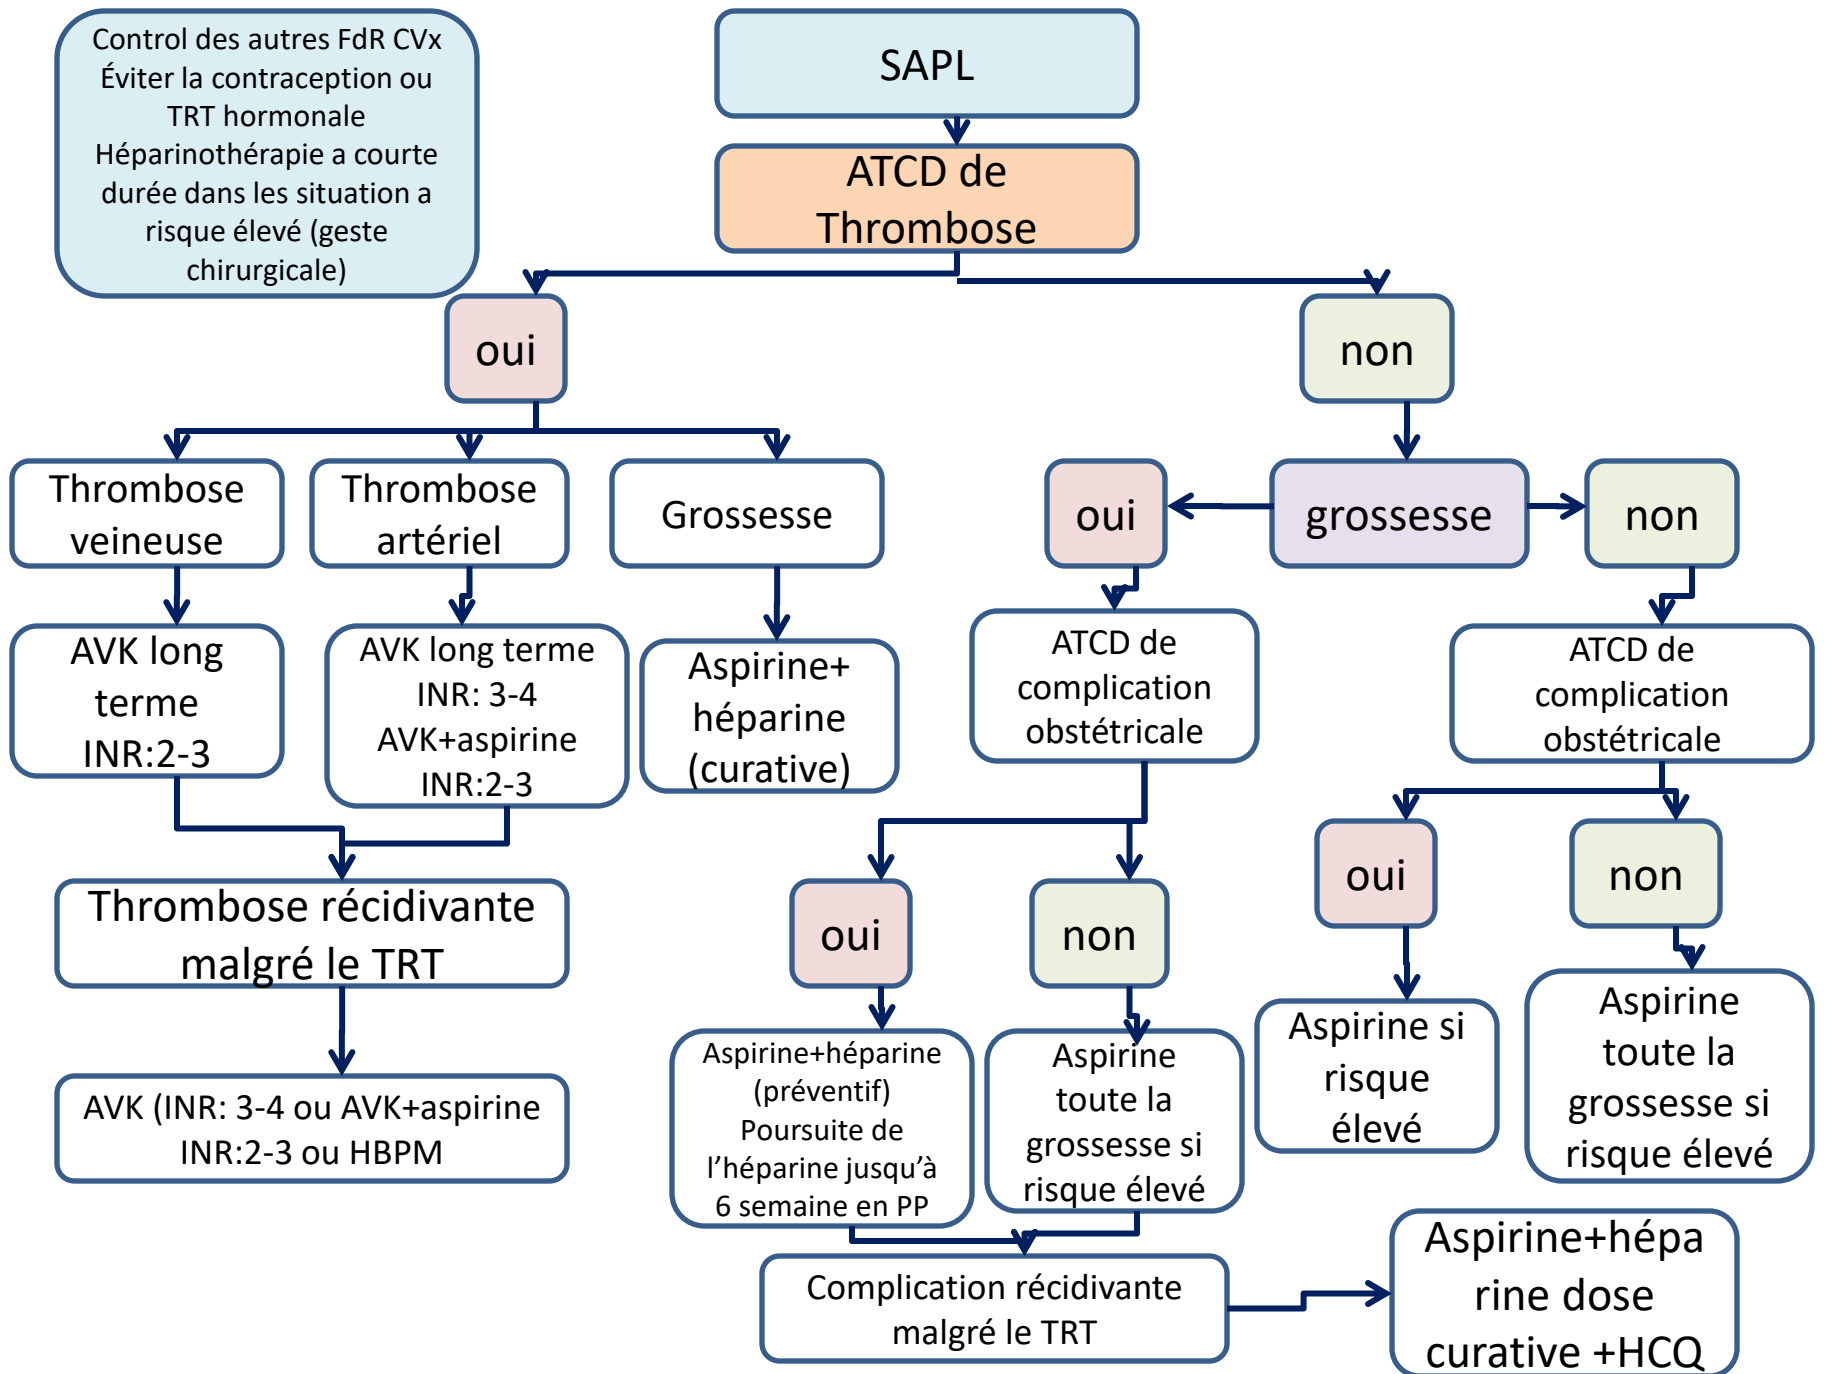 Control des autres FdR CVx
Éviter la contraception ou
TRT hormonale
Héparinothérapie a courte
durée dans les situation a
risque élevé (geste
chirurgicale)
SAPL
ATCD de
Thrombose
oui
non
Thrombose
veineuse
Thrombose
artériel
Grossesse
oui
grossesse
non
AVK long
terme
INR:2-3
AVK long terme
INR: 3-4
AVK+aspirine
INR:2-3
Aspirine+
héparine
(curative)
ATCD de
complication
obstétricale
ATCD de
complication
obstétricale
Thrombose récidivante
malgré le TRT
oui
non
oui
non
AVK (INR: 3-4 ou AVK+aspirine
INR:2-3 ou HBPM
Aspirine+héparine
(préventif)
Poursuite de
l’héparine jusqu’à
6 semaine en PP
Aspirine
toute la
grossesse si
risque élevé
Aspirine si
risque
élevé
Aspirine
toute la
grossesse si
risque élevé
Complication récidivante
malgré le TRT
Aspirine+hépa
rine dose
curative +HCQ